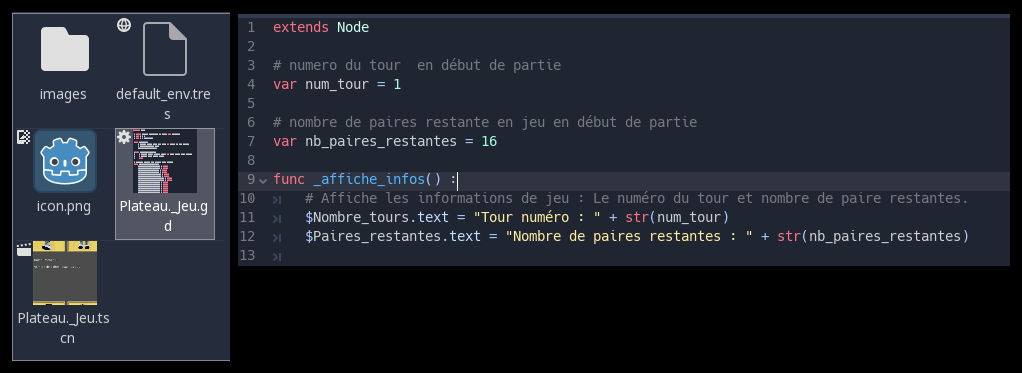 images
default_env.tre
s
icon.png
Plateau._Jeu.g
d
Plateau._Jeu.ts
cn
1 extends Node
2
3 # numero du tour  en début de partie
4 var num_tour = 1
5
6 # nombre de paires restante en jeu en début de partie
7 var nb_paires_restantes = 16
8
9 func _affiche_infos() :
10 # Affiche les informations de jeu : Le numéro du tour et nombre de paire restantes.
11 $Nombre_tours.text = "Tour numéro : " + str(num_tour)
12 $Paires_restantes.text = "Nombre de paires restantes : " + str(nb_paires_restantes)
13